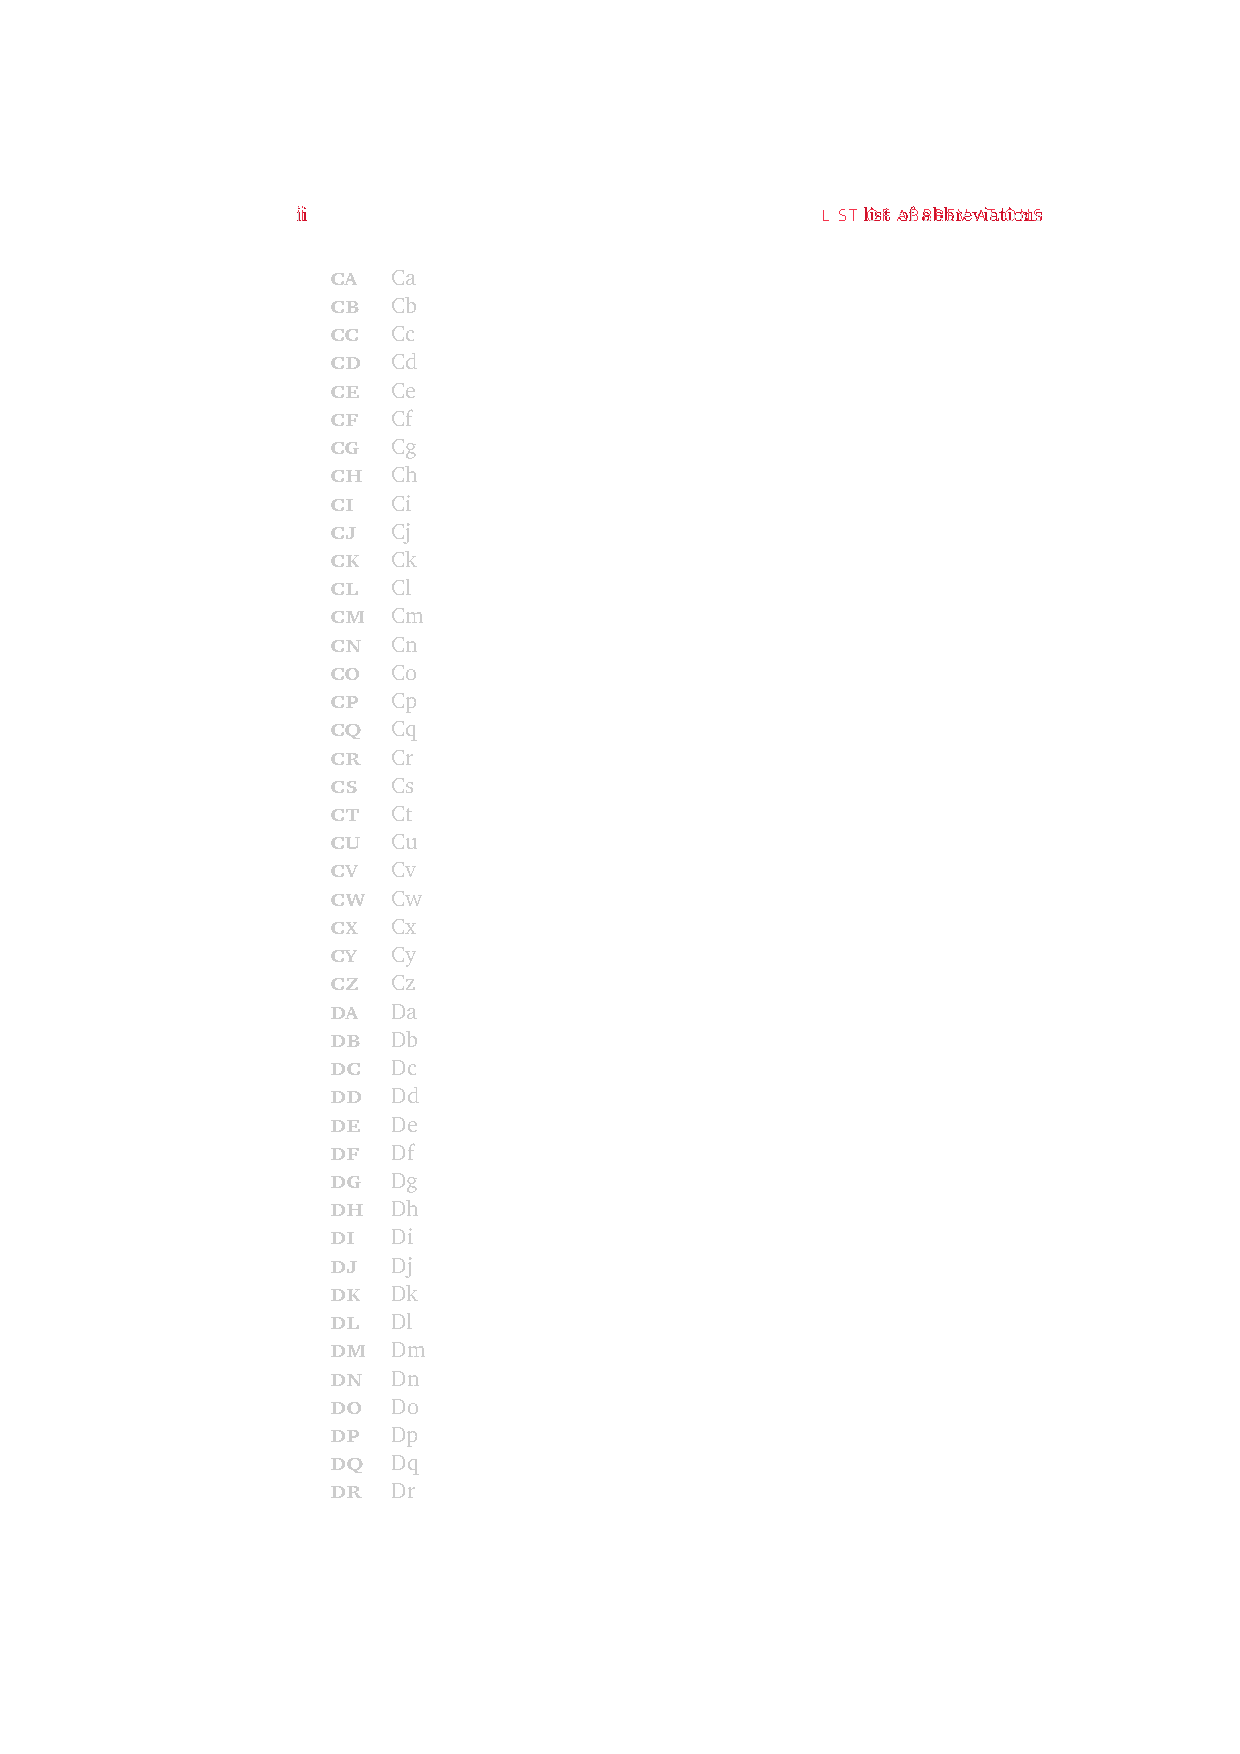 ii list of abbreviations
CA Ca
CB Cb
CC Cc
CD Cd
CE Ce
CF Cf
CG Cg
CH Ch
CI Ci
CJ Cj
CK Ck
CL Cl
CM Cm
CN Cn
CO Co
CP Cp
CQ Cq
CR Cr
CS Cs
CT Ct
CU Cu
CV Cv
CW Cw
CX Cx
CY Cy
CZ Cz
DA Da
DB Db
DC Dc
DD Dd
DE De
DF Df
DG Dg
DH Dh
DI Di
DJ Dj
DK Dk
DL Dl
DM Dm
DN Dn
DO Do
DP Dp
DQ Dq
DR Dr